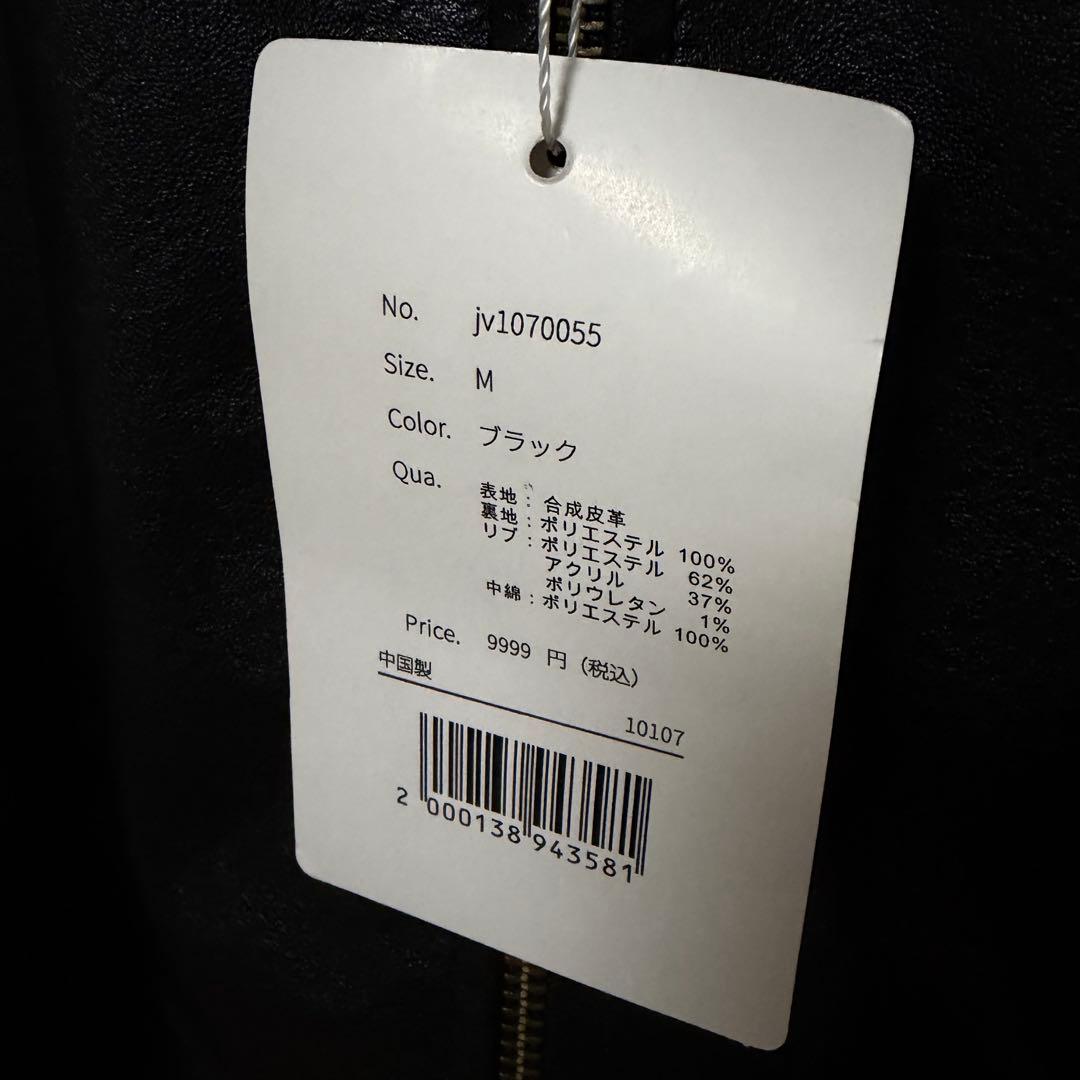 No. jv1070055
Size. M
Color. ブラック
Qua. 表地：合成皮革
裏地：ポリエステル 100%
リブ：ポリエステル 62%
アクリル 37%
ポリウレタン 1%
中綿：ポリエステル 100%
Price. 9999 円 (税込)
中国製
10107
2 000138 943581